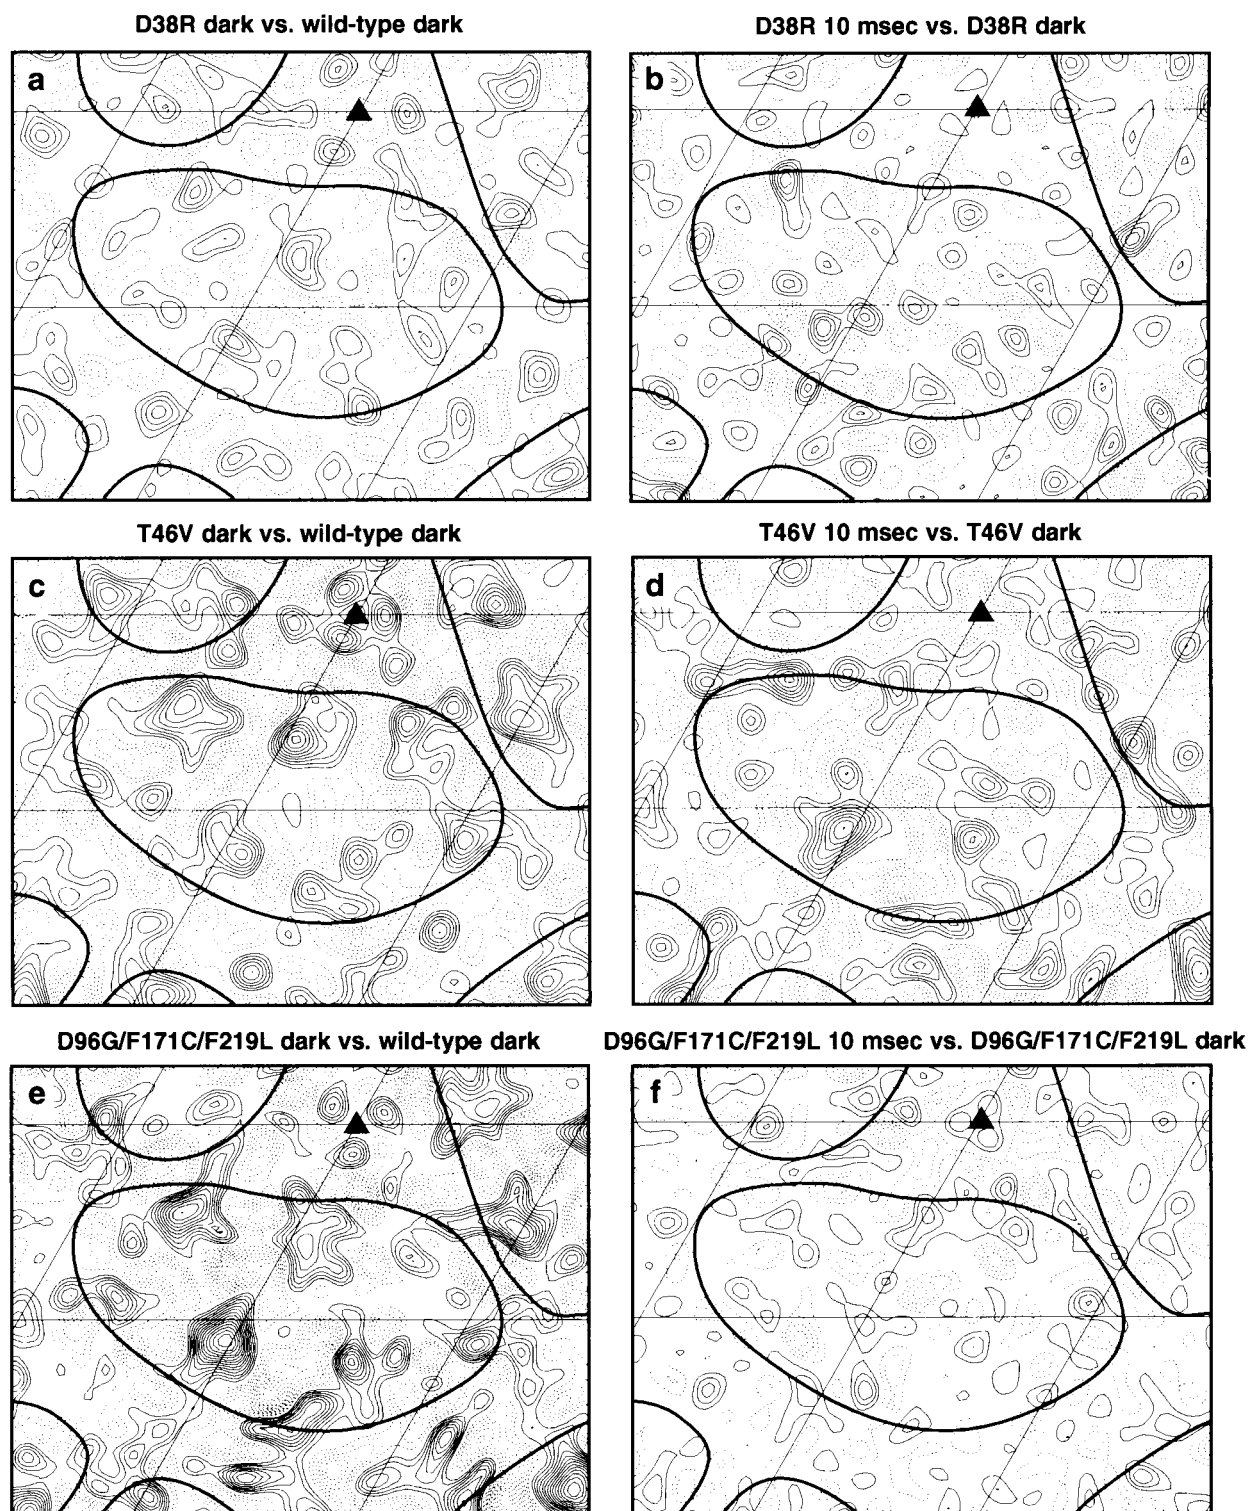 D38R dark vs. wild-type dark
D38R 10 msec vs. D38R dark
a
b
T46V dark vs. wild-type dark
T46V 10 msec vs. T46V dark
c
d
D96G/F171C/F219L dark vs. wild-type dark
D96G/F171C/F219L 10 msec vs. D96G/F171C/F219L dark
e
f